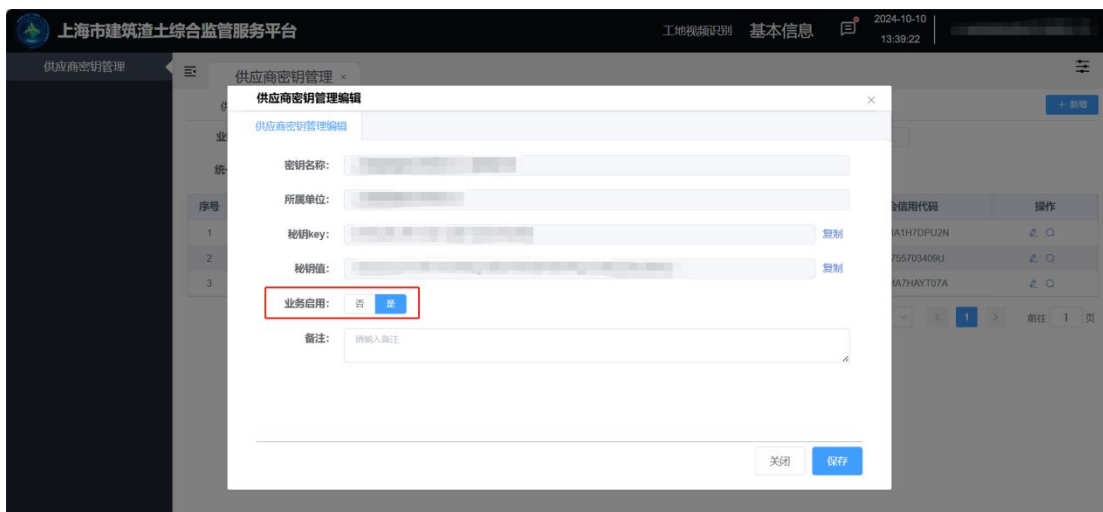 上海市建筑渣土综合监管服务平台
工地视频识别
基本信息
2024-10-10
13:39:22
供应商密钥管理
供应商密钥管理 ×
+ 新增
供应商密钥管理编辑
供应商密钥管理编辑
密钥名称:
所属单位:
秘钥key:
复制
秘钥值:
复制
业务启用:
否 是
备注:
请输入备注
关闭
保存
业
统一
序号
信用代码
操作
1
A1H7DPU2N
2
755703409U
3
IA7HAYT07A
1
前往 1 页